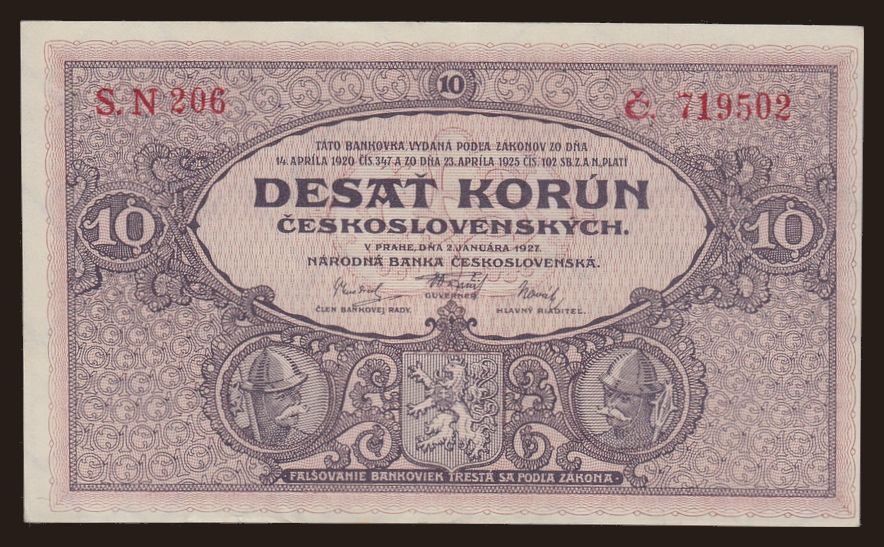 10
S. N 206
Č. 719502
TÁTO BANKOVKA, VYDANÁ PODĽA ZÁKONOV ZO DŇA
14. APRÍLA 1920 ČÍS. 347 A ZO DŇA 23. APRÍLA 1925 ČÍS. 102 SB. Z. A N., PLATÍ
DESAŤ KORÚN
ČESKOSLOVENSKÝCH.
10
10
V PRAHE, DŇA 2. JANUÁRA 1927.
NÁRODNÁ BANKA ČESKOSLOVENSKÁ.
GUVERNÉR
ČLEN BANKOVEJ RADY.
HLAVNÝ RIADITEĽ.
· FALŠOVANIE BANKOVIEK TRESTÁ SA PODĽA ZÁKONA ·